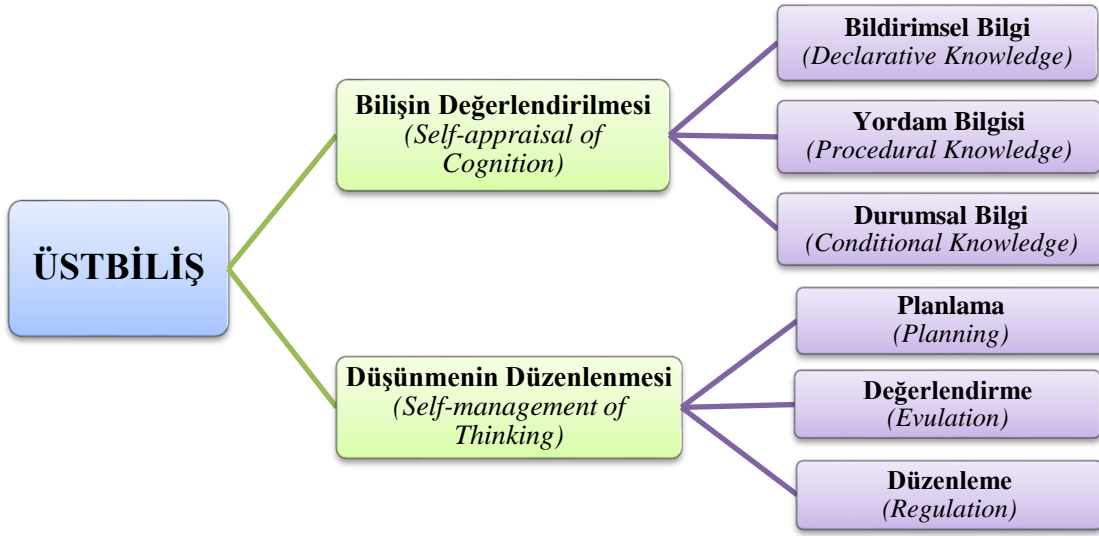 ÜSTBİLİŞ
Bilişin Değerlendirilmesi
(Self-appraisal of
Cognition)
Bildirimsel Bilgi
(Declarative Knowledge)
Yordam Bilgisi
(Procedural Knowledge)
Durumsal Bilgi
(Conditional Knowledge)
Düşünmenin Düzenlenmesi
(Self-management of
Thinking)
Planlama
(Planning)
Değerlendirme
(Evulation)
Düzenleme
(Regulation)